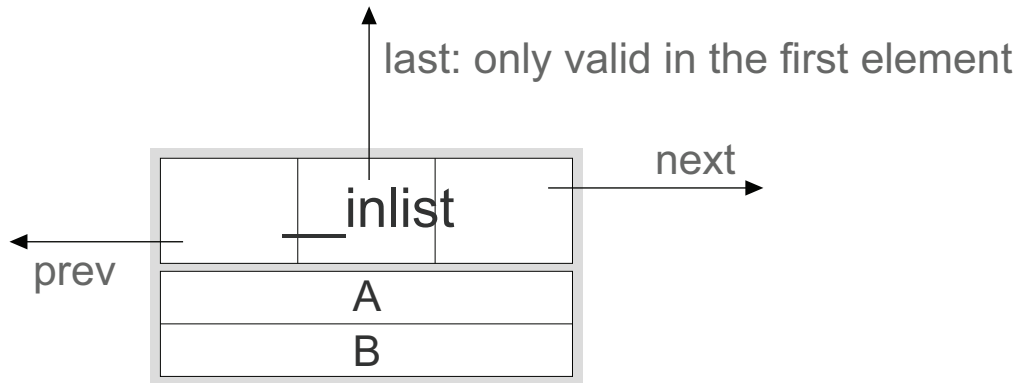 last: only valid in the first element
next
__inlist
prev
A
B